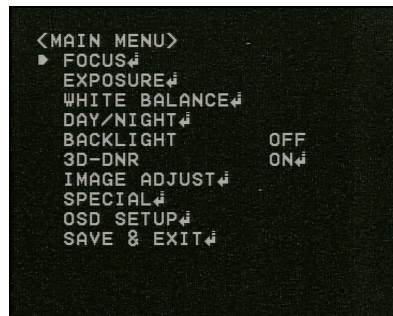 <MAIN MENU>
► FOCUS↲
EXPOSURE↲
WHITE BALANCE↲
DAY/NIGHT↲
BACKLIGHT OFF
3D-DNR ON↲
IMAGE ADJUST↲
SPECIAL↲
OSD SETUP↲
SAVE & EXIT↲